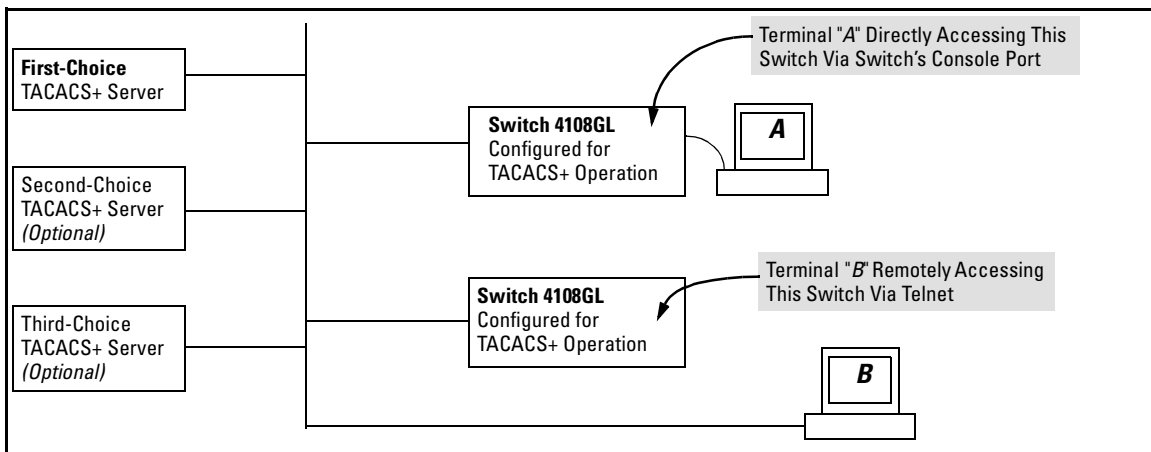 First-Choice
TACACS+ Server
Second-Choice
TACACS+ Server
(Optional)
Third-Choice
TACACS+ Server
(Optional)
Terminal "A" Directly Accessing This
Switch Via Switch's Console Port
Switch 4108GL
Configured for
TACACS+ Operation
A
Terminal "B" Remotely Accessing
This Switch Via Telnet
Switch 4108GL
Configured for
TACACS+ Operation
B